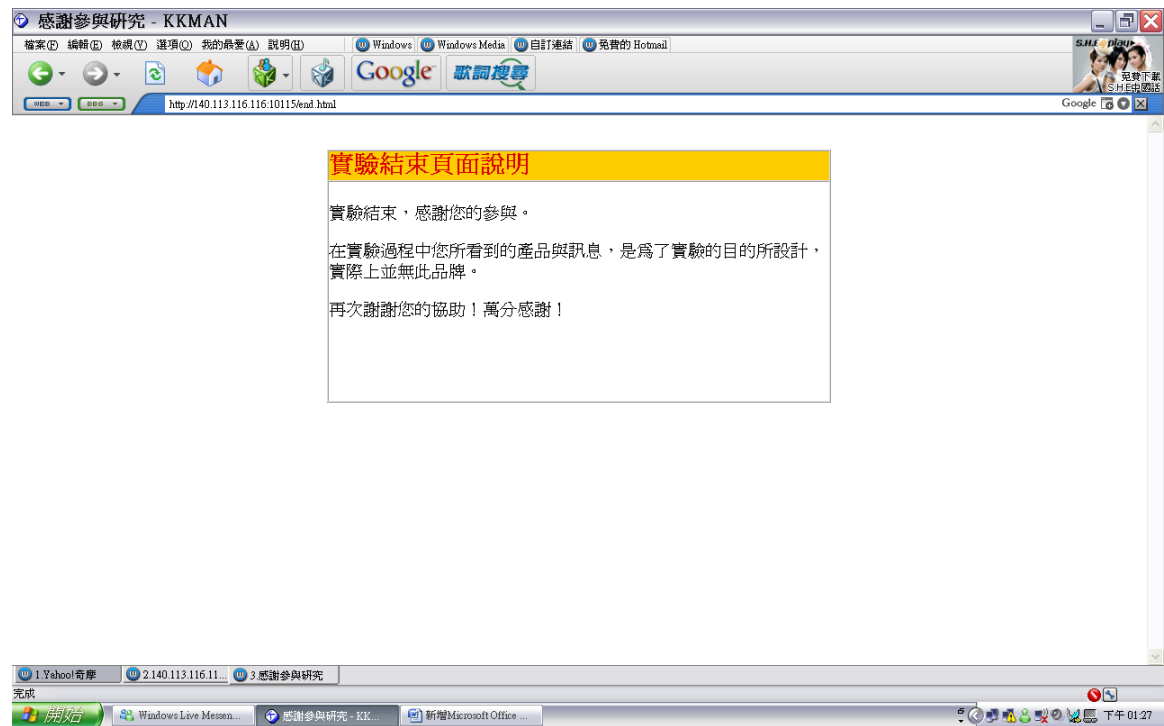 感謝參與研究 - KKMAN
檔案(F) 編輯(E) 檢視(V) 選項(O) 我的最愛(A) 說明(H) Windows Windows Media 自訂連結 免費的 Hotmail
Google 歌詞搜尋
S.H.E play
免費下載
S.H.E中國話
WEB BBS http://140.113.116.116:10115/end.html Google
實驗結束頁面說明
實驗結束，感謝您的參與。
在實驗過程中您所看到的產品與訊息，是為了實驗的目的所設計，
實際上並無此品牌。
再次謝謝您的協助！萬分感謝！
1.Yahoo!奇摩 2.140.113.116.11... 3.感謝參與研究
完成
開始 Windows Live Messen... 感謝參與研究 - KK... 新增Microsoft Office ... 下午 01:27